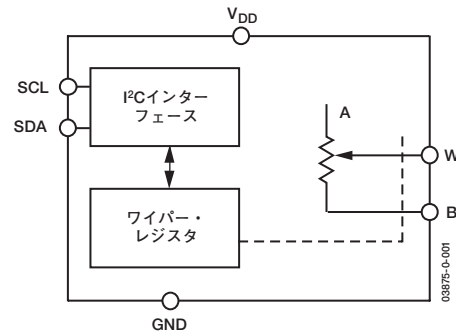 VDD
SCL
SDA
I²Cインター
フェース
A
W
B
ワイパー・
レジスタ
GND
03875-0-001